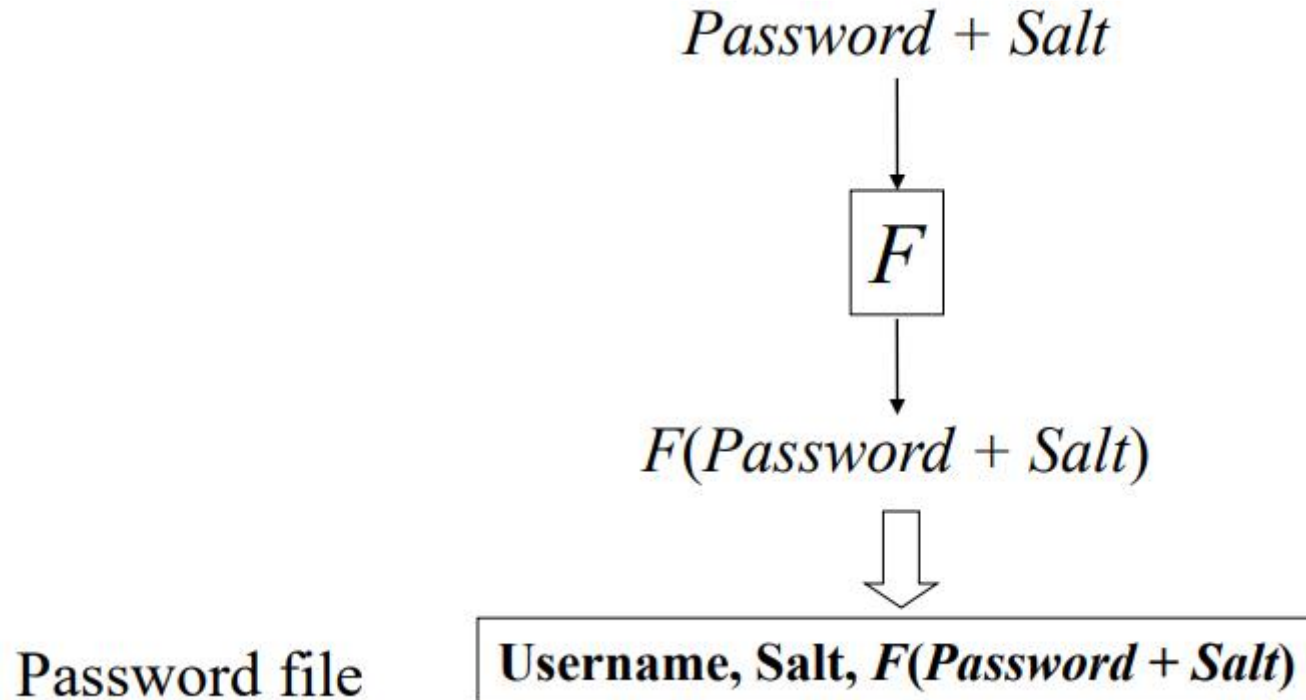 Password + Salt
F
F(Password + Salt)
Password file
Username, Salt, F(Password + Salt)